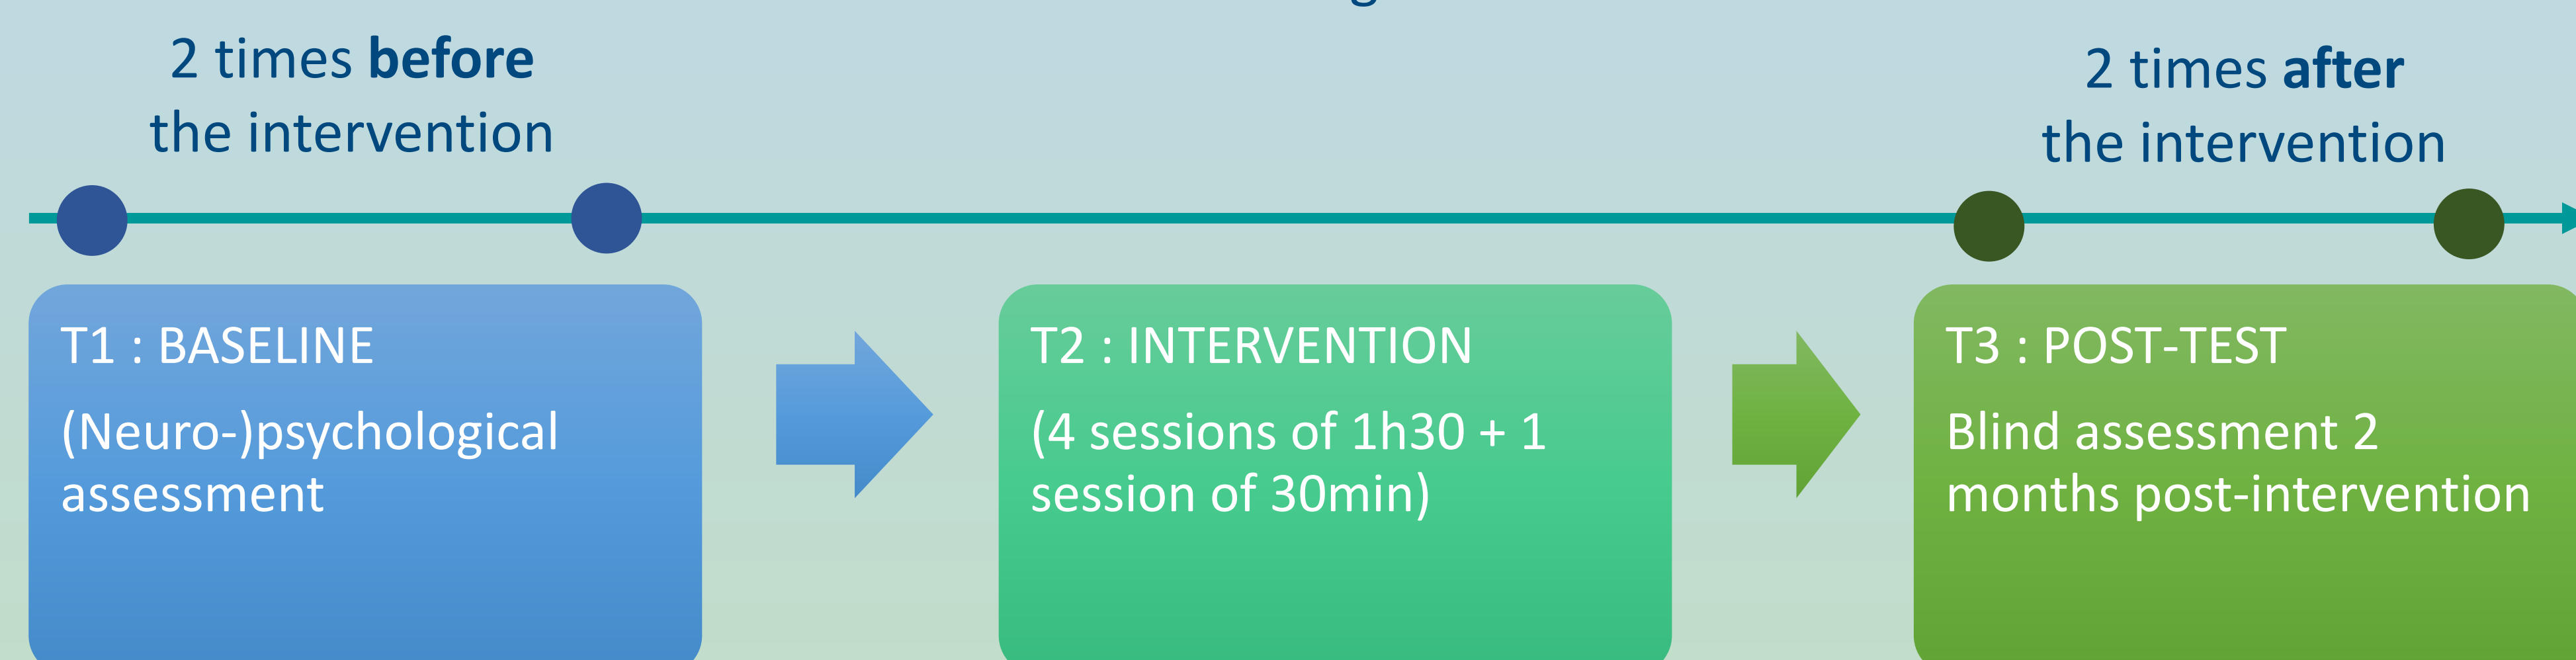 2 times before
the intervention
2 times after
the intervention
T1 : BASELINE
(Neuro-)psychological
assessment
T2 : INTERVENTION
(4 sessions of 1h30 + 1
session of 30min)
T3 : POST-TEST
Blind assessment 2
months post-intervention